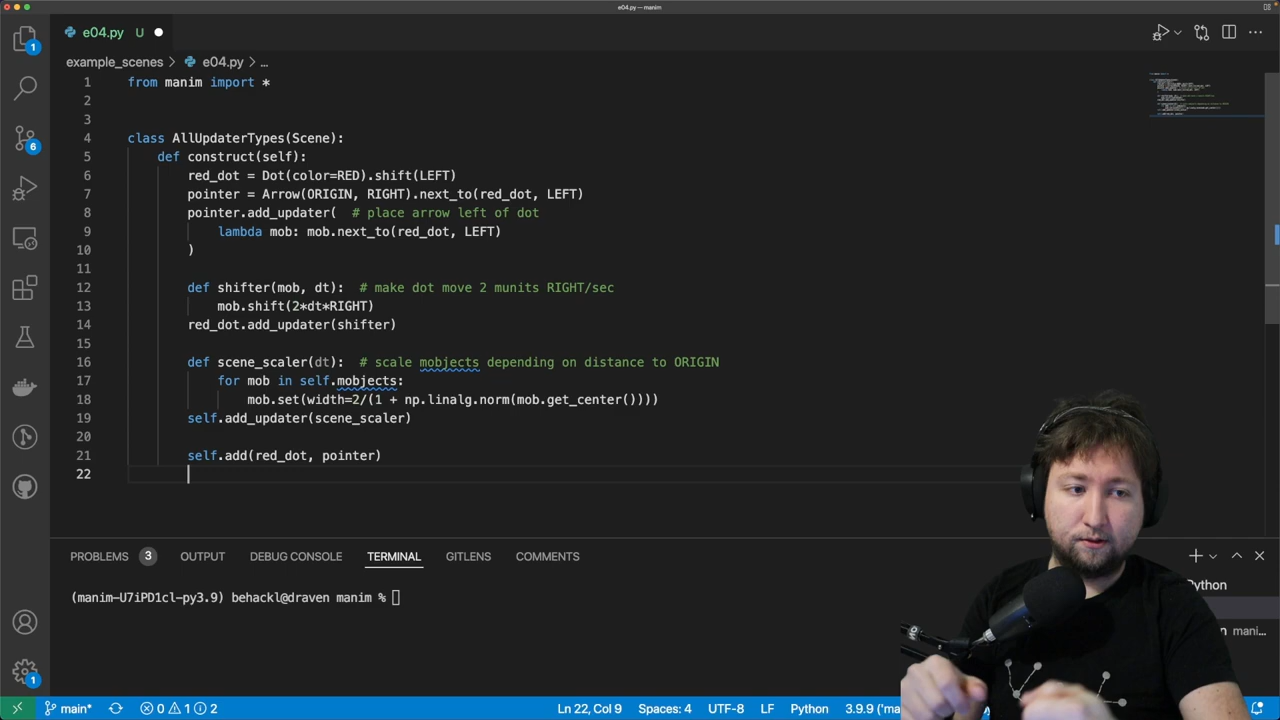 e04.py — manim
e04.py U
example_scenes > e04.py > ...
1 from manim import *
2
3
4 class AllUpdaterTypes(Scene):
5 def construct(self):
6 red_dot = Dot(color=RED).shift(LEFT)
7 pointer = Arrow(ORIGIN, RIGHT).next_to(red_dot, LEFT)
8 pointer.add_updater( # place arrow left of dot
9 lambda mob: mob.next_to(red_dot, LEFT)
10 )
11
12 def shifter(mob, dt): # make dot move 2 munits RIGHT/sec
13 mob.shift(2*dt*RIGHT)
14 red_dot.add_updater(shifter)
15
16 def scene_scaler(dt): # scale mobjects depending on distance to ORIGIN
17 for mob in self.mobjects:
18 mob.set(width=2/(1 + np.linalg.norm(mob.get_center())))
19 self.add_updater(scene_scaler)
20
21 self.add(red_dot, pointer)
22
1
6
1
PROBLEMS 3 OUTPUT DEBUG CONSOLE TERMINAL GITLENS COMMENTS
Python
(manim-U7iPD1cl-py3.9) behackl@draven manim %
mani...
main* 0 1 2 Ln 22, Col 9 Spaces: 4 UTF-8 LF Python 3.9.9 ('ma